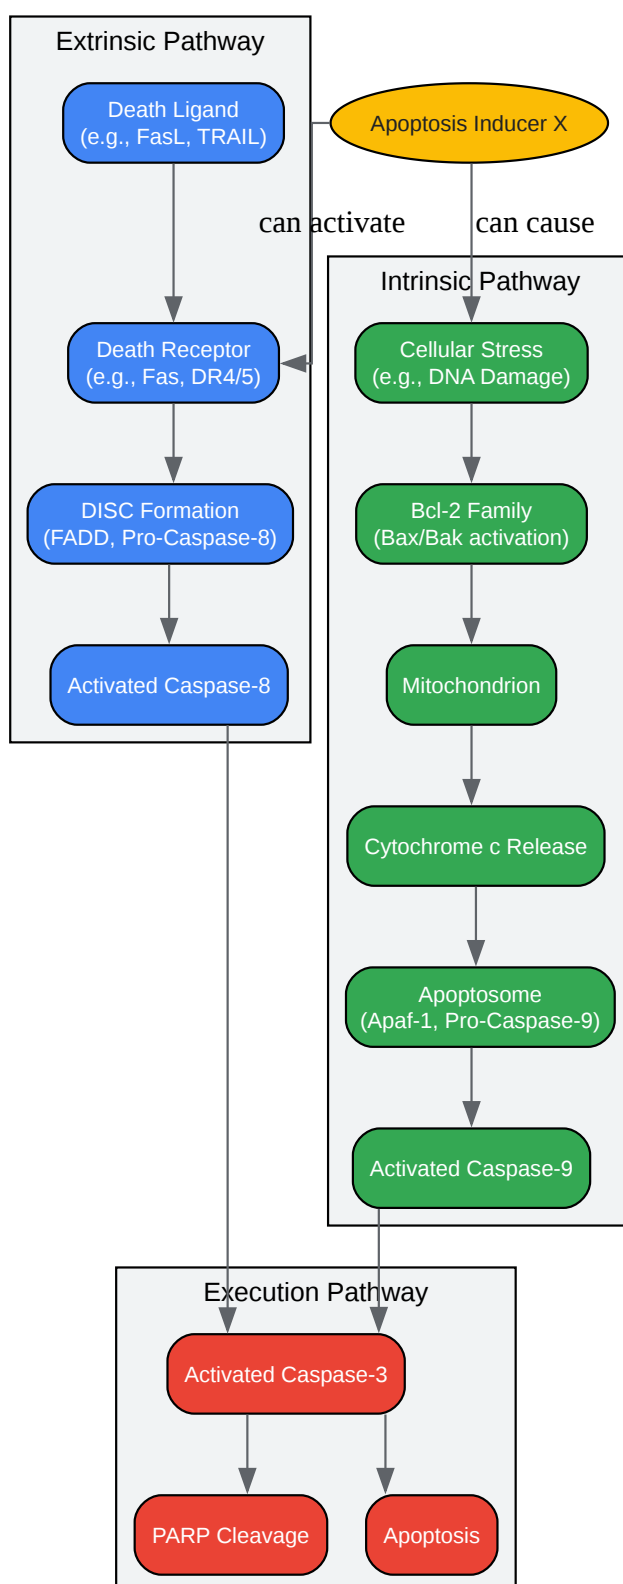 Extrinsic Pathway
Death Ligand
(e.g., FasL, TRAIL)
Apoptosis Inducer X
can activate
can cause
Intrinsic Pathway
Death Receptor
(e.g., Fas, DR4/5)
Cellular Stress
(e.g., DNA Damage)
DISC Formation
(FADD, Pro-Caspase-8)
Bcl-2 Family
(Bax/Bak activation)
Activated Caspase-8
Mitochondrion
Cytochrome c Release
Apoptosome
(Apaf-1, Pro-Caspase-9)
Activated Caspase-9
Execution Pathway
Activated Caspase-3
PARP Cleavage
Apoptosis